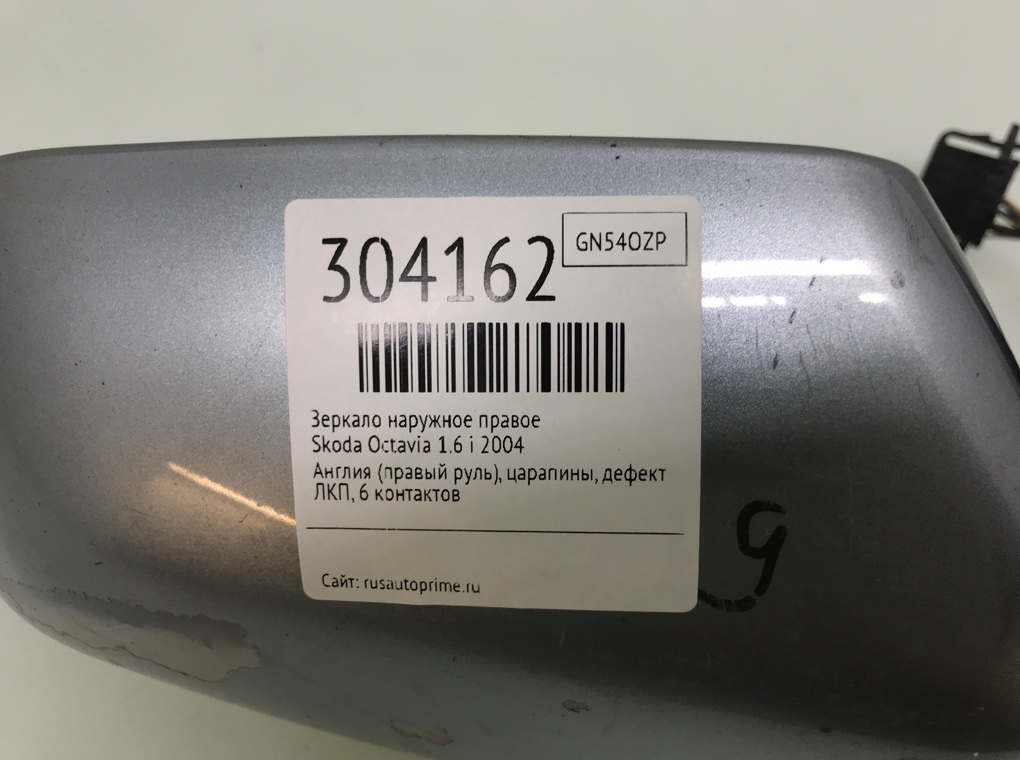 304162
GN54OZP
Зеркало наружное правое
Skoda Octavia 1.6 i 2004
Англия (правый руль), царапины, дефект
ЛКП, 6 контактов
Сайт: rusautoprime.ru